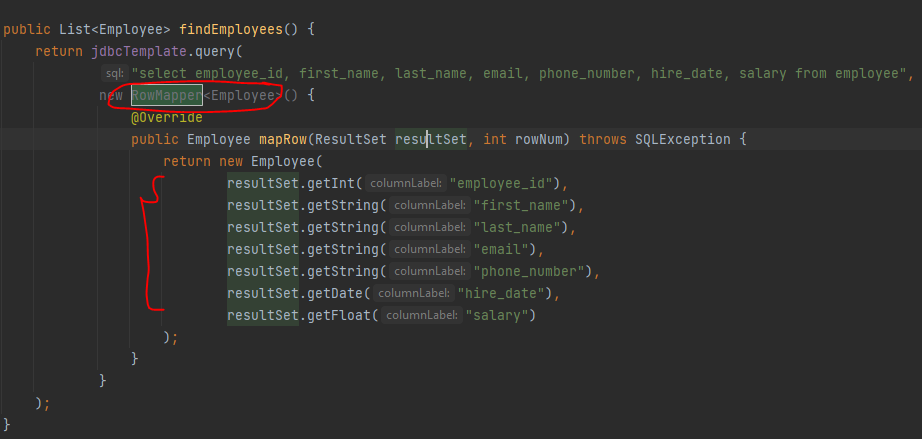 public List<Employee> findEmployees() {
return jdbcTemplate.query(
sql: "select employee_id, first_name, last_name, email, phone_number, hire_date, salary from employee",
new RowMapper<Employee>() {
@Override
public Employee mapRow(ResultSet resultSet, int rowNum) throws SQLException {
return new Employee(
resultSet.getInt( columnLabel: "employee_id"),
resultSet.getString( columnLabel: "first_name"),
resultSet.getString( columnLabel: "last_name"),
resultSet.getString( columnLabel: "email"),
resultSet.getString( columnLabel: "phone_number"),
resultSet.getDate( columnLabel: "hire_date"),
resultSet.getFloat( columnLabel: "salary")
);
}
}
);
}